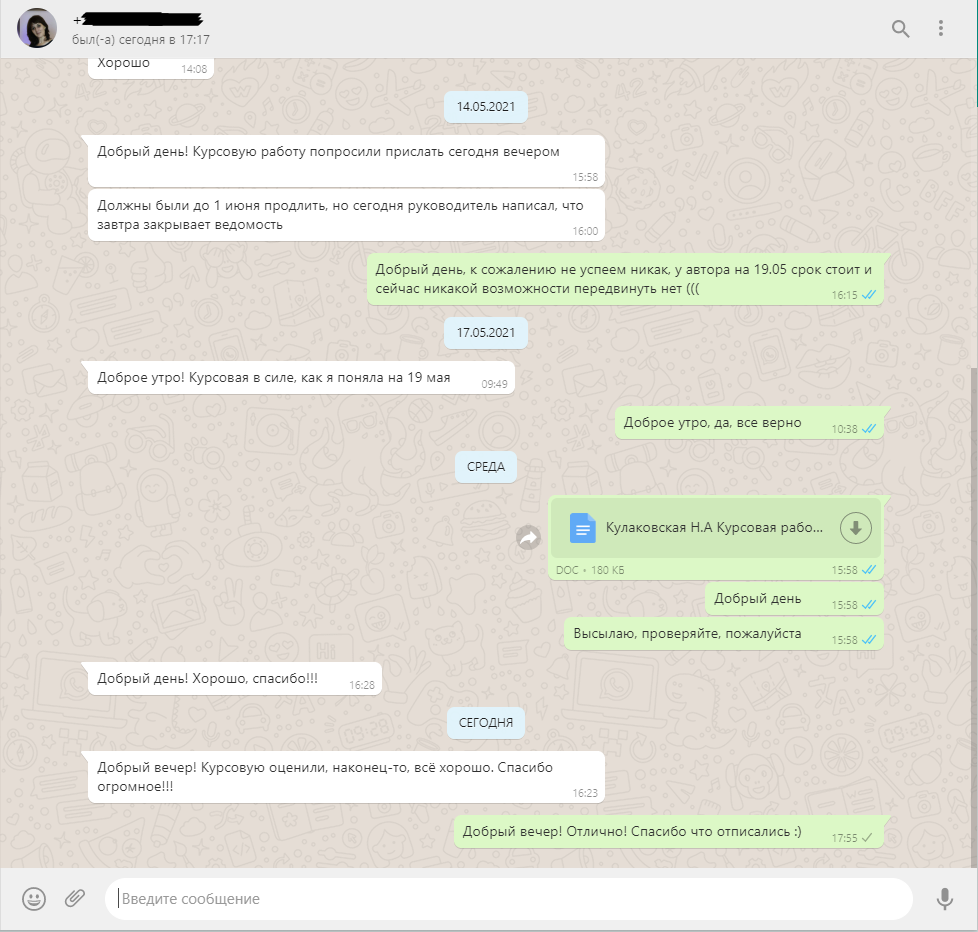 +
был(-а) сегодня в 17:17
Хорошо
14:08
14.05.2021
Добрый день! Курсовую работу попросили прислать сегодня вечером
15:58
Должны были до 1 июня продлить, но сегодня руководитель написал, что
завтра закрывает ведомость
16:00
Добрый день, к сожалению не успеем никак, у автора на 19.05 срок стоит и
сейчас никакой возможности передвинуть нет (((
16:15
17.05.2021
Доброе утро! Курсовая в силе, как я поняла на 19 мая
09:49
Доброе утро, да, все верно
10:38
СРЕДА
Кулаковская Н.А Курсовая рабо...
DOC • 180 КБ
15:58
Добрый день
15:58
Высылаю, проверяйте, пожалуйста
15:58
Добрый день! Хорошо, спасибо!!!
16:28
СЕГОДНЯ
Добрый вечер! Курсовую оценили, наконец-то, всё хорошо. Спасибо
огромное!!!
16:23
Добрый вечер! Отлично! Спасибо что отписались :)
17:55
Введите сообщение